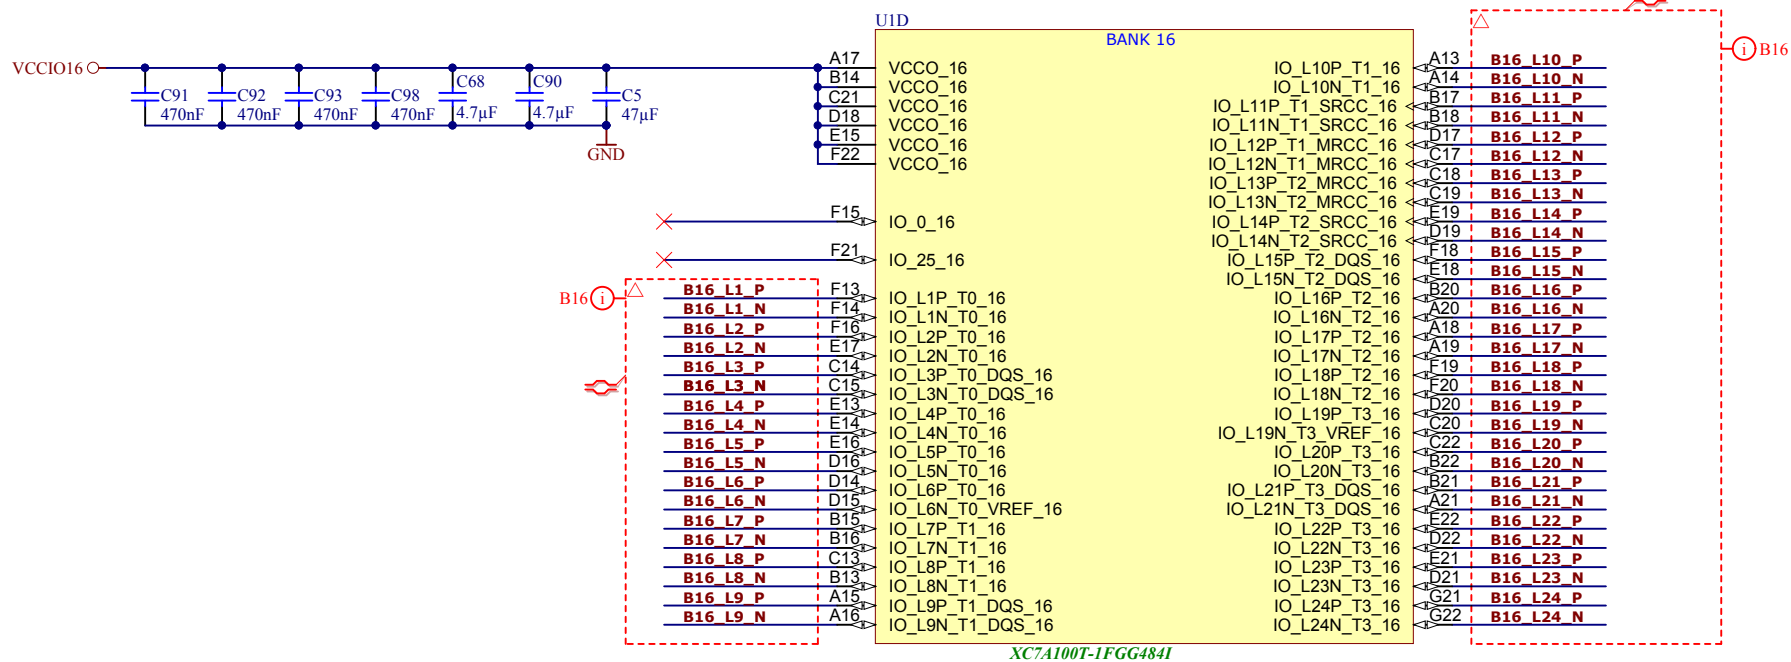 U1D
BANK 16
VCCIO16
C91
470nF
C92
470nF
C93
470nF
C98
470nF
C68
4.7µF
C90
4.7µF
C5
47µF
GND
A17 VCCO_16
B14 VCCO_16
C21 VCCO_16
D18 VCCO_16
E15 VCCO_16
F22 VCCO_16
F15 IO_0_16
F21 IO_25_16
B16 i
B16_L1_P F13 IO_L1P_T0_16
B16_L1_N F14 IO_L1N_T0_16
B16_L2_P F16 IO_L2P_T0_16
B16_L2_N E17 IO_L2N_T0_16
B16_L3_P C14 IO_L3P_T0_DQS_16
B16_L3_N C15 IO_L3N_T0_DQS_16
B16_L4_P E13 IO_L4P_T0_16
B16_L4_N E14 IO_L4N_T0_16
B16_L5_P E16 IO_L5P_T0_16
B16_L5_N D16 IO_L5N_T0_16
B16_L6_P D14 IO_L6P_T0_16
B16_L6_N D15 IO_L6N_T0_VREF_16
B16_L7_P B15 IO_L7P_T1_16
B16_L7_N B16 IO_L7N_T1_16
B16_L8_P C13 IO_L8P_T1_16
B16_L8_N B13 IO_L8N_T1_16
B16_L9_P A15 IO_L9P_T1_DQS_16
B16_L9_N A16 IO_L9N_T1_DQS_16
IO_L10P_T1_16 A13 B16_L10_P
IO_L10N_T1_16 A14 B16_L10_N
IO_L11P_T1_SRCC_16 B17 B16_L11_P
IO_L11N_T1_SRCC_16 B18 B16_L11_N
IO_L12P_T1_MRCC_16 D17 B16_L12_P
IO_L12N_T1_MRCC_16 C17 B16_L12_N
IO_L13P_T2_MRCC_16 C18 B16_L13_P
IO_L13N_T2_MRCC_16 C19 B16_L13_N
IO_L14P_T2_SRCC_16 E19 B16_L14_P
IO_L14N_T2_SRCC_16 D19 B16_L14_N
IO_L15P_T2_DQS_16 F18 B16_L15_P
IO_L15N_T2_DQS_16 E18 B16_L15_N
IO_L16P_T2_16 B20 B16_L16_P
IO_L16N_T2_16 A20 B16_L16_N
IO_L17P_T2_16 A18 B16_L17_P
IO_L17N_T2_16 A19 B16_L17_N
IO_L18P_T2_16 F19 B16_L18_P
IO_L18N_T2_16 F20 B16_L18_N
IO_L19P_T3_16 D20 B16_L19_P
IO_L19N_T3_VREF_16 C20 B16_L19_N
IO_L20P_T3_16 C22 B16_L20_P
IO_L20N_T3_16 B22 B16_L20_N
IO_L21P_T3_DQS_16 B21 B16_L21_P
IO_L21N_T3_DQS_16 A21 B16_L21_N
IO_L22P_T3_16 E22 B16_L22_P
IO_L22N_T3_16 D22 B16_L22_N
IO_L23P_T3_16 E21 B16_L23_P
IO_L23N_T3_16 D21 B16_L23_N
IO_L24P_T3_16 G21 B16_L24_P
IO_L24N_T3_16 G22 B16_L24_N
i B16
XC7A100T-1FGG484I